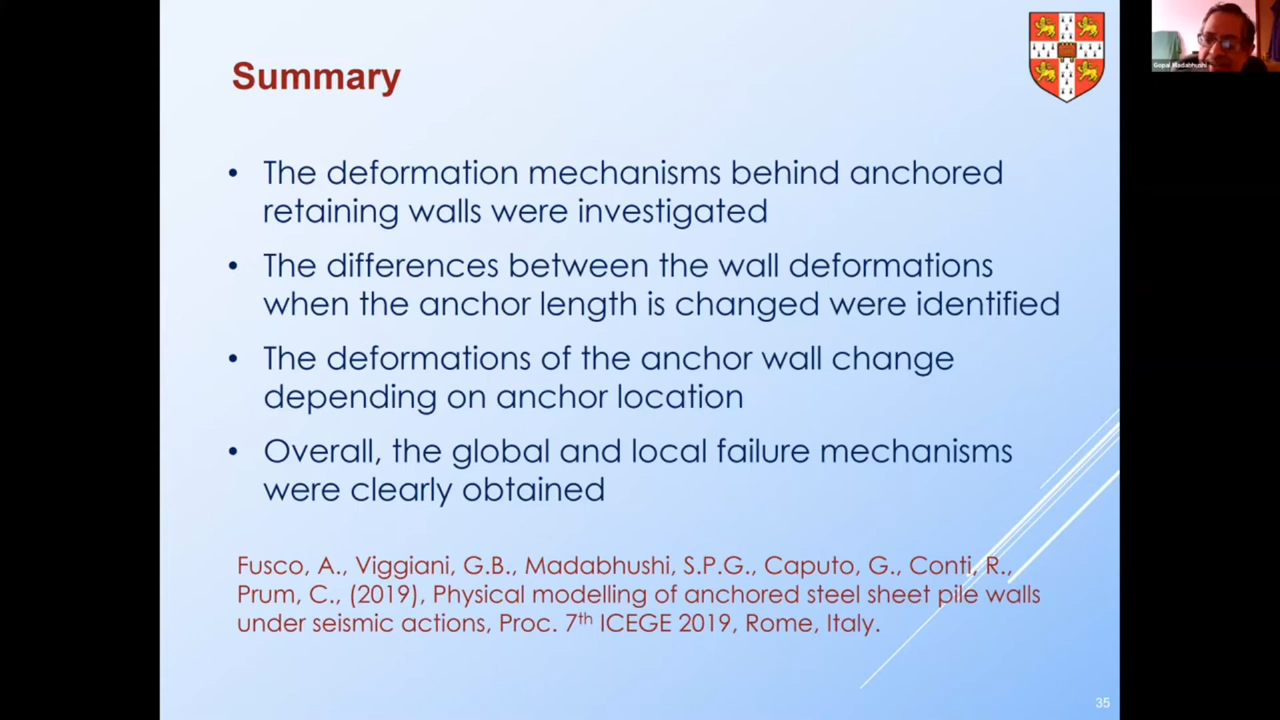 Summary
Gopal Madabhushi
• The deformation mechanisms behind anchored
retaining walls were investigated
• The differences between the wall deformations
when the anchor length is changed were identified
• The deformations of the anchor wall change
depending on anchor location
• Overall, the global and local failure mechanisms
were clearly obtained
Fusco, A., Viggiani, G.B., Madabhushi, S.P.G., Caputo, G., Conti, R.,
Prum, C., (2019), Physical modelling of anchored steel sheet pile walls
under seismic actions, Proc. 7th ICEGE 2019, Rome, Italy.
35